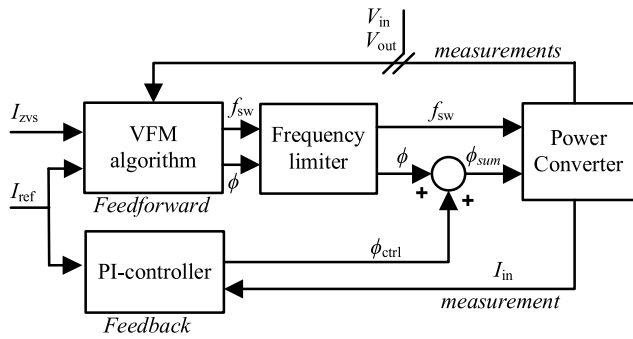 V_in
V_out
measurements
I_zvs
VFM
algorithm
f_sw
ϕ
Frequency
limiter
f_sw
ϕ
ϕ_sum
Power
Converter
I_ref
Feedforward
+
+
PI-controller
ϕ_ctrl
I_in
Feedback
measurement